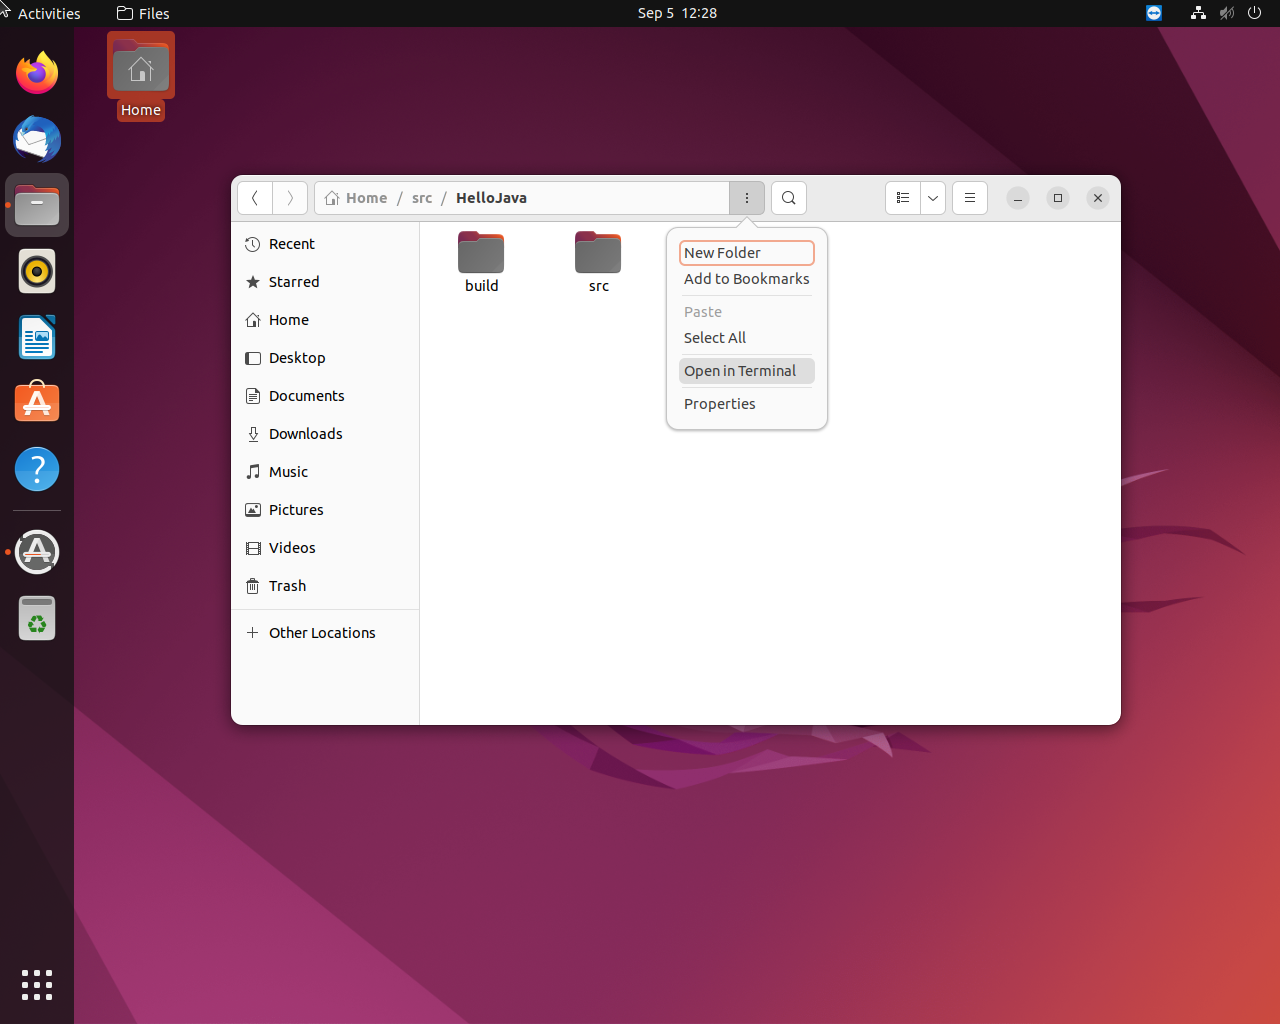 Activities
Files
Sep 5 12:28
Home
Home / src / HelloJava
Recent
Starred
Home
Desktop
Documents
Downloads
Music
Pictures
Videos
Trash
Other Locations
build
src
New Folder
Add to Bookmarks
Paste
Select All
Open in Terminal
Properties